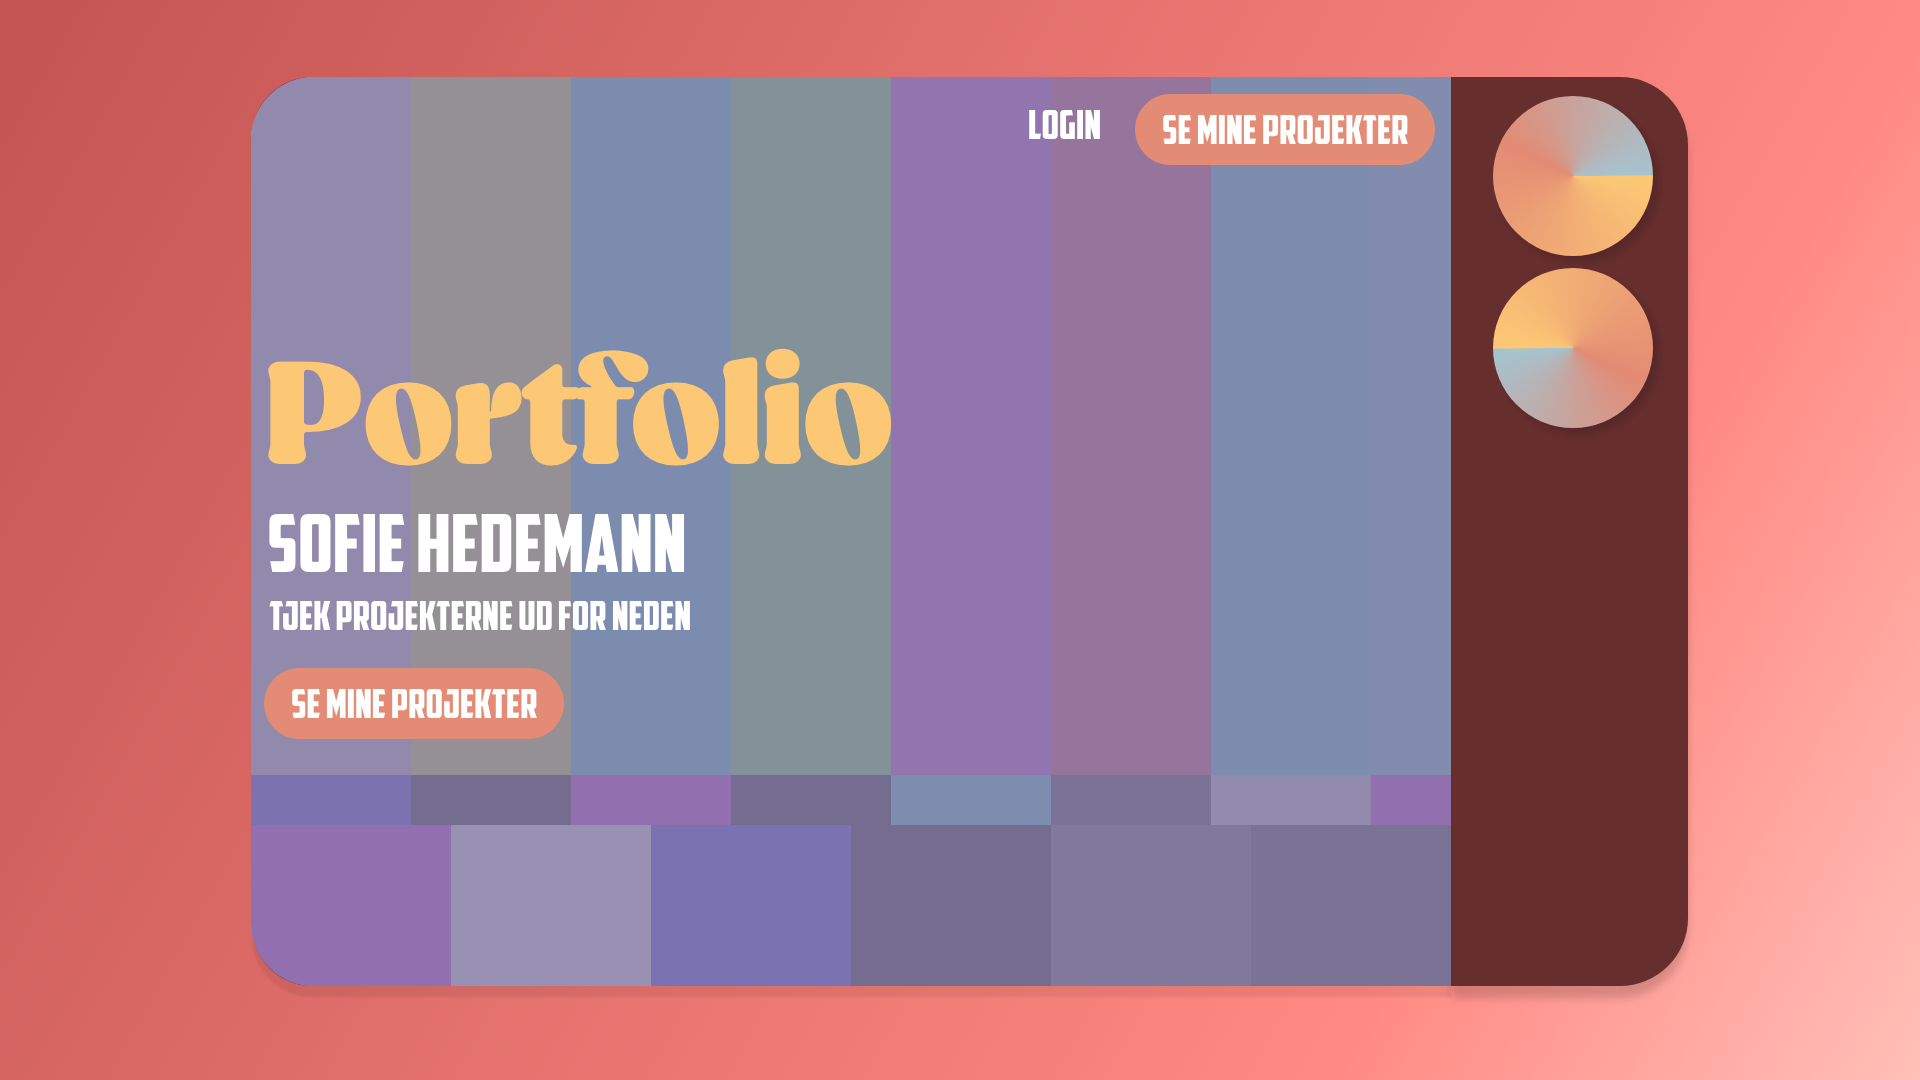 LOGIN
SE MINE PROJEKTER
Portfolio
SOFIE HEDEMANN
TJEK PROJEKTERNE UD FOR NEDEN
SE MINE PROJEKTER